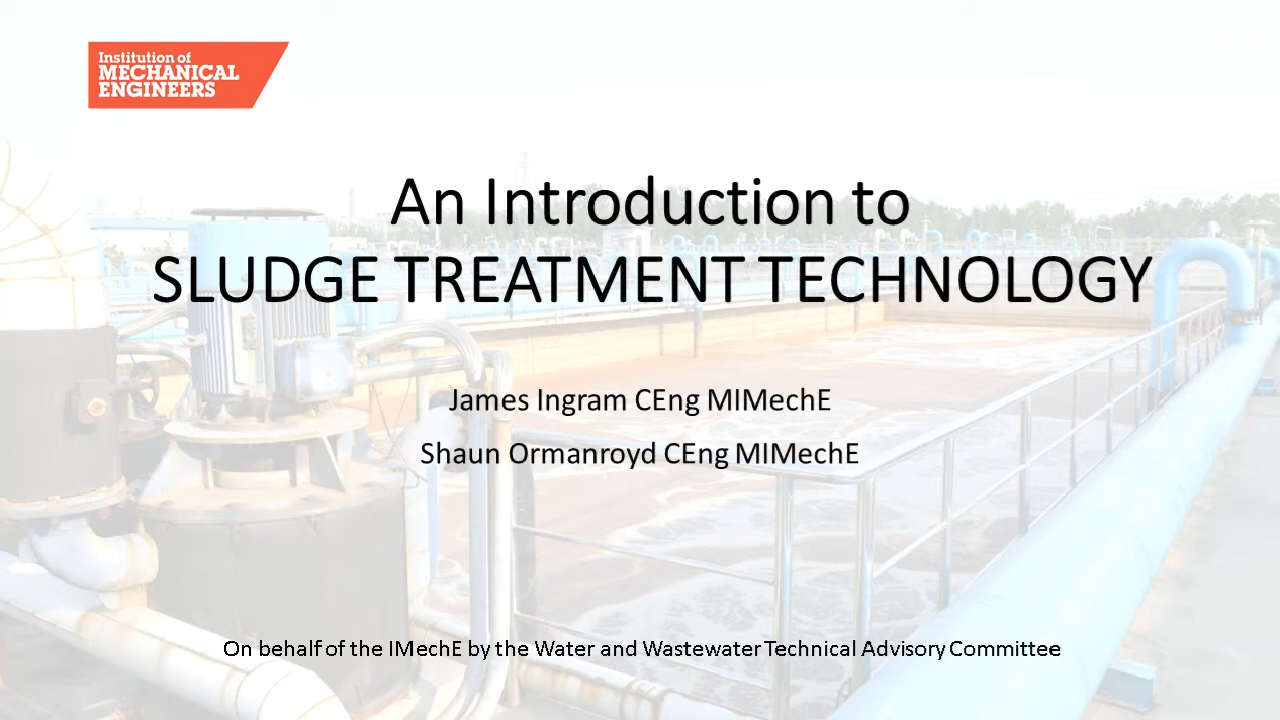 Institution of
MECHANICAL
ENGINEERS
An Introduction to
SLUDGE TREATMENT TECHNOLOGY
James Ingram CEng MIMechE
Shaun Ormanroyd CEng MIMechE
On behalf of the IMechE by the Water and Wastewater Technical Advisory Committee